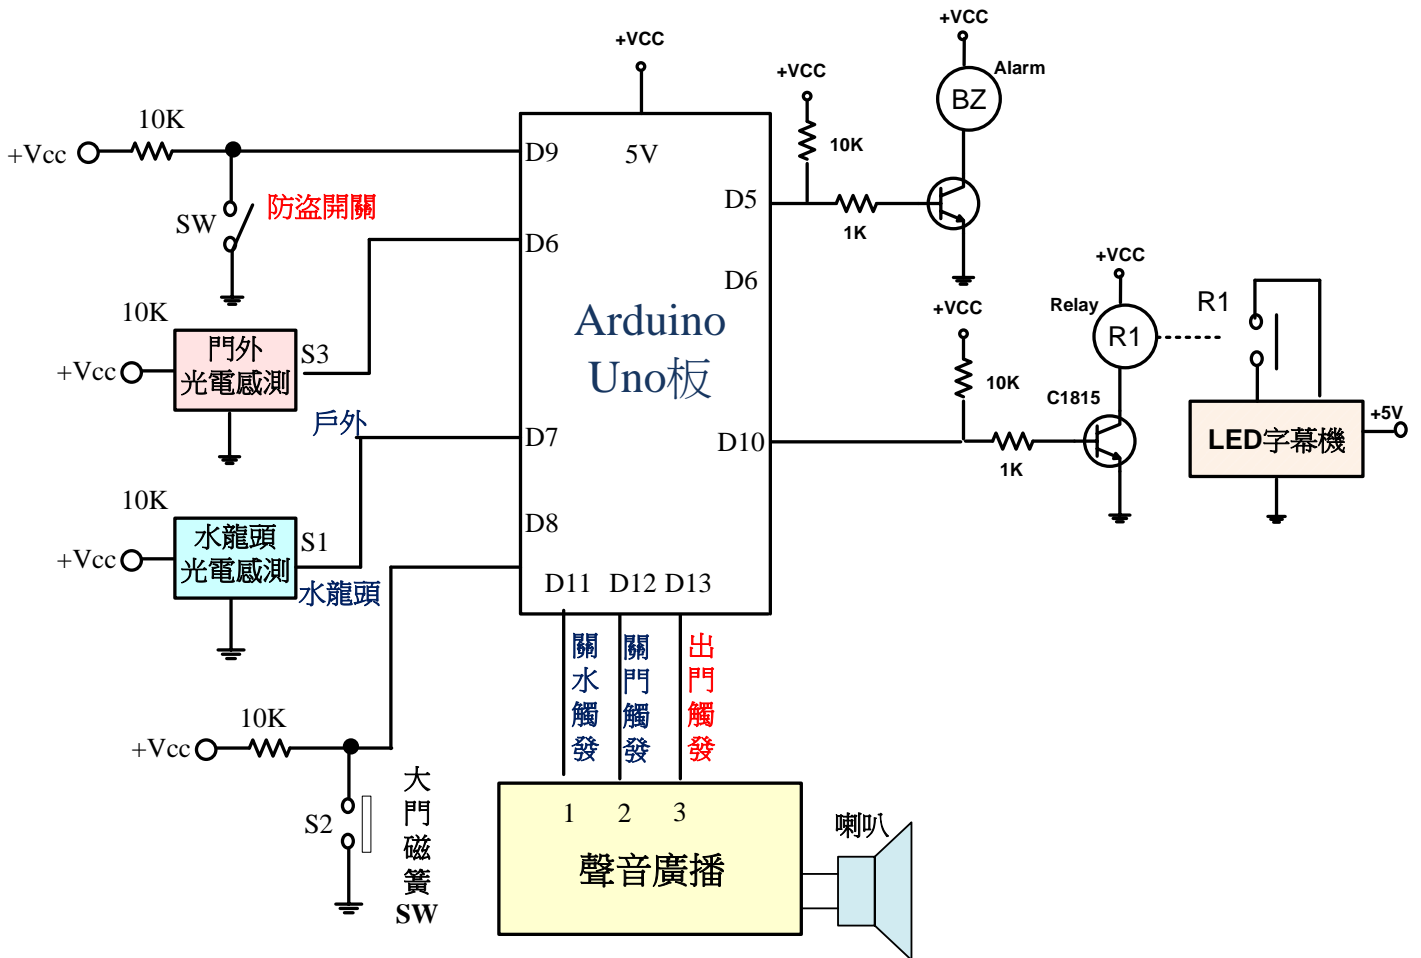 +VCC
Alarm
BZ
+VCC
+VCC
10K
1K
10K
+Vcc
SW
防盜開關
D9
5V
D5
D6
D6
Arduino
Uno板
D7
D10
D8
D11
D12
D13
10K
+Vcc
門外
光電感測
S3
戶外
10K
+Vcc
水龍頭
光電感測
S1
水龍頭
10K
+Vcc
S2
大門磁簧SW
關水觸發
關門觸發
出門觸發
1
2
3
聲音廣播
喇叭
+VCC
10K
1K
+VCC
Relay
R1
C1815
R1
LED字幕機
+5V